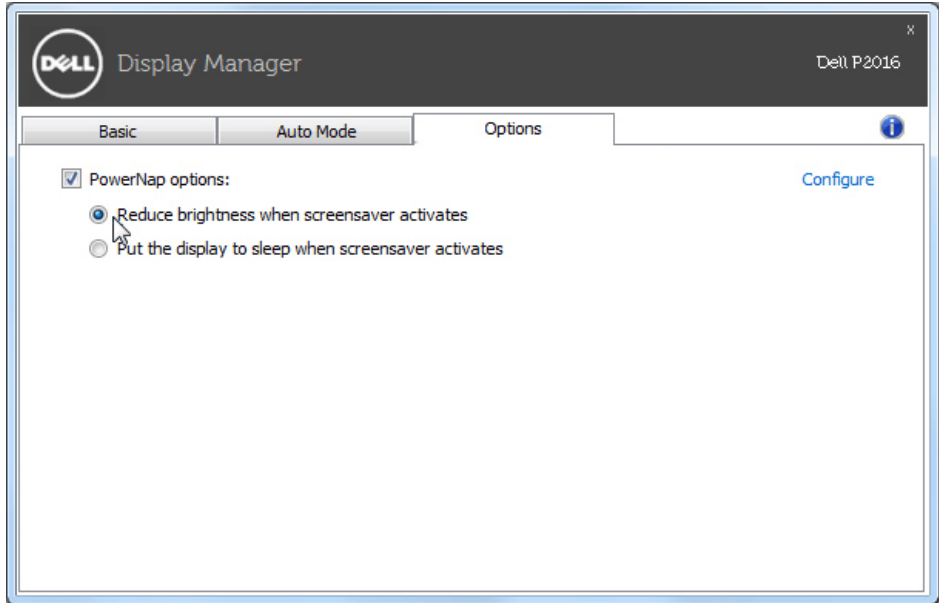 x
DELL Display Manager
Dell P2016
Basic Auto Mode Options i
PowerNap options: Configure
Reduce brightness when screensaver activates
Put the display to sleep when screensaver activates